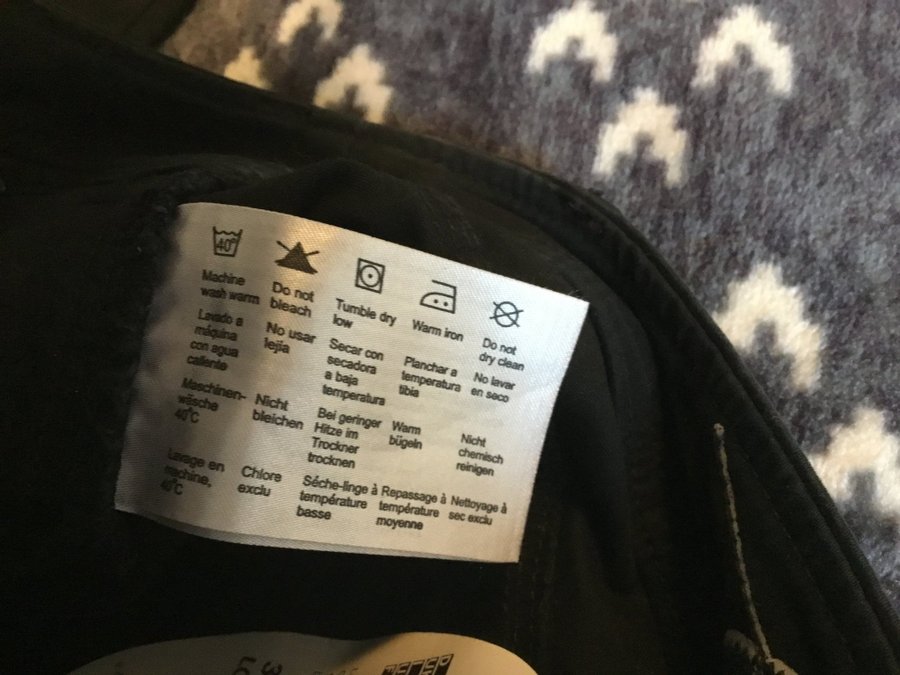 40°
Machine
wash warm
Lavado a
máquina
con agua
caliente
Maschinen-
wäsche
40°C
Lavage en
machine,
40°C
Do not
bleach
No usar
lejia
Nicht
bleichen
Chlore
exclu
Tumble dry
low
Secar con
secadora
a baja
temperatura
Bei geringer
Hitze im
Trockner
trocknen
Séche-linge à
température
basse
Warm iron
Planchar a
temperatura
tibia
Warm
bügeln
Repassage à
température
moyenne
Do not
dry clean
No lavar
en seco
Nicht
chemisch
reinigen
Nettoyage à
sec exclu